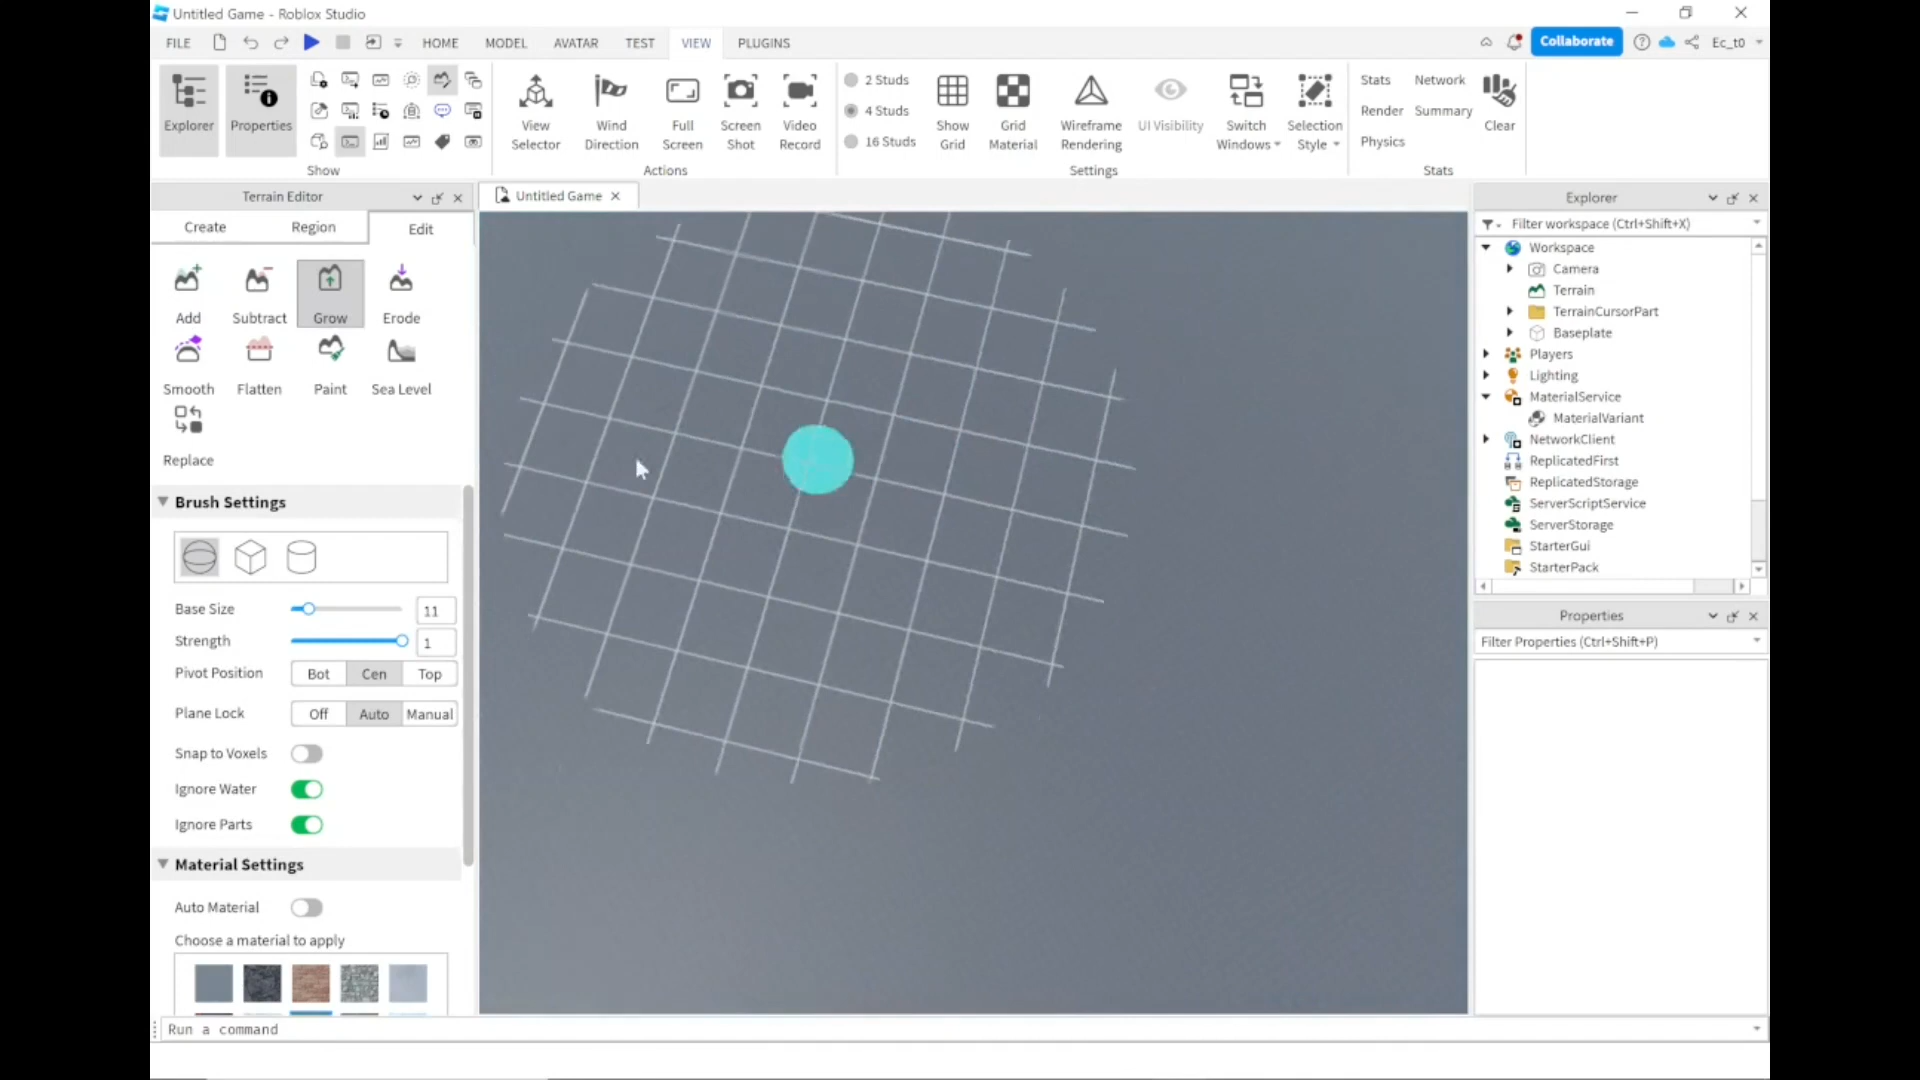 Untitled Game - Roblox Studio
FILE HOME MODEL AVATAR TEST VIEW PLUGINS Collaborate Ec_t0
Explorer Properties
View Selector
Wind Direction
Full Screen
Screen Shot
Video Record
2 Studs
4 Studs
16 Studs
Show Grid
Grid Material
Wireframe Rendering
UI Visibility
Switch Windows
Selection Style
Stats Network
Render Summary
Physics
Clear
Show Actions Settings Stats
Terrain Editor
Create Region Edit
Add Subtract Grow Erode
Smooth Flatten Paint Sea Level
Replace
Brush Settings
Base Size 11
Strength 1
Pivot Position Bot Cen Top
Plane Lock Off Auto Manual
Snap to Voxels
Ignore Water
Ignore Parts
Material Settings
Auto Material
Choose a material to apply
Untitled Game
Explorer
Filter workspace (Ctrl+Shift+X)
Workspace
Camera
Terrain
TerrainCursorPart
Baseplate
Players
Lighting
MaterialService
MaterialVariant
NetworkClient
ReplicatedFirst
ReplicatedStorage
ServerScriptService
ServerStorage
StarterGui
StarterPack
Properties
Filter Properties (Ctrl+Shift+P)
Run a command